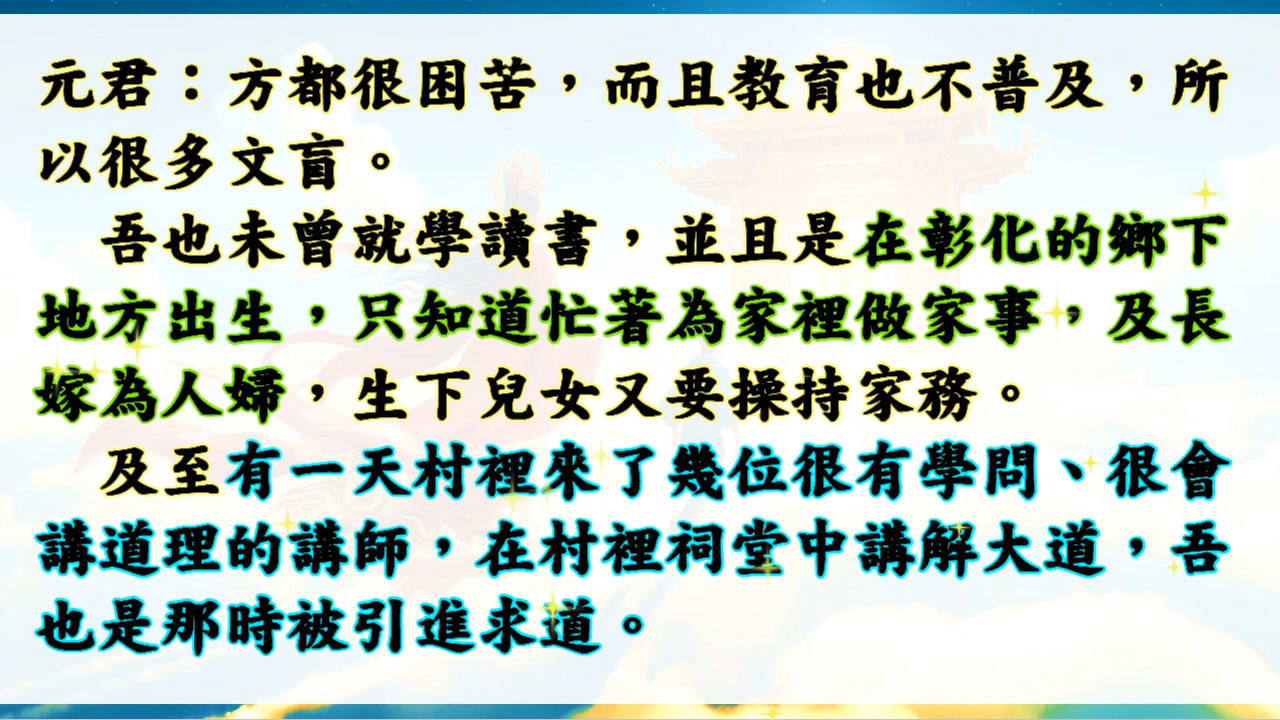 元君：方都很困苦，而且教育也不普及，所
以很多文盲。
吾也未曾就學讀書，並且是在彰化的鄉下
地方出生，只知道忙著為家裡做家事，及長
嫁為人婦，生下兒女又要操持家務。
及至有一天村裡來了幾位很有學問、很會
講道理的講師，在村裡祠堂中講解大道，吾
也是那時被引進求道。